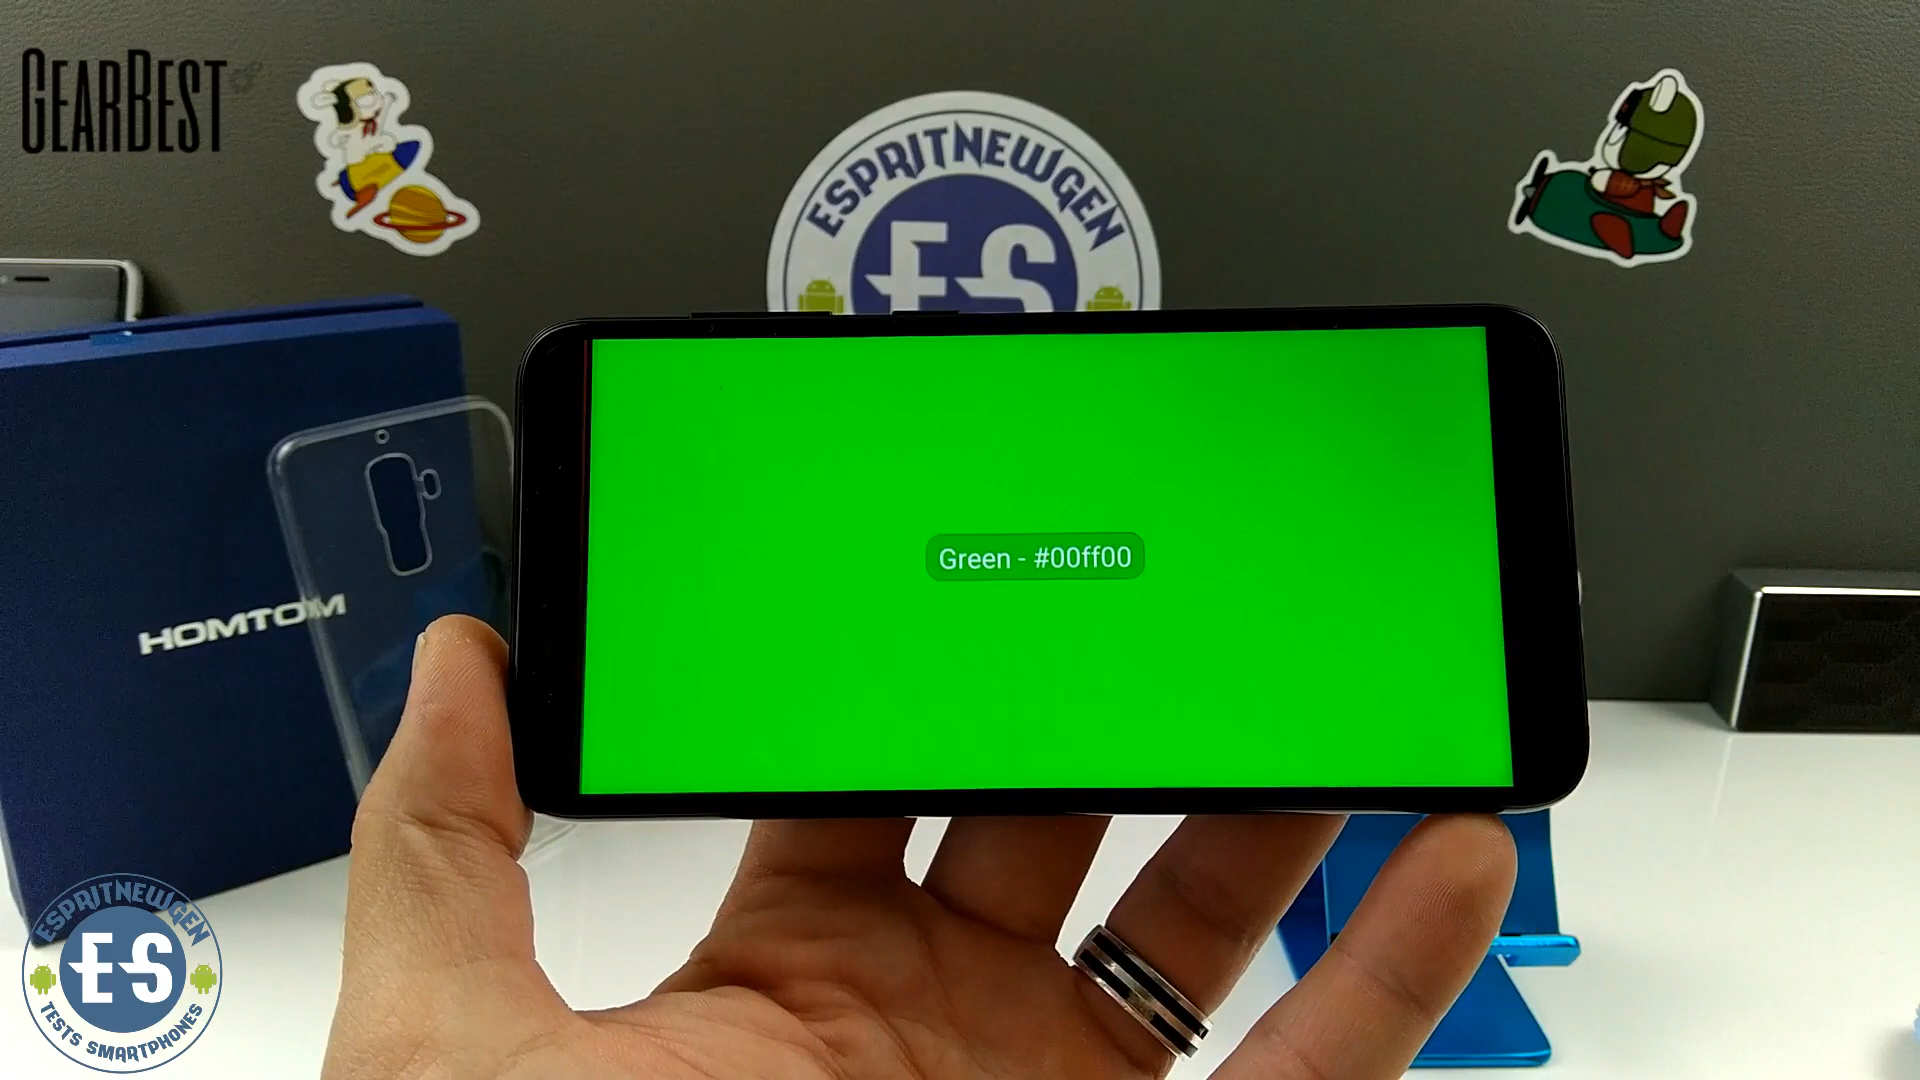 GEARBEST
ESPRITNEWGEN
ES
Green - #00ff00
HOMTOM
ESPRITNEWGEN
ES
TESTS SMARTPHONES